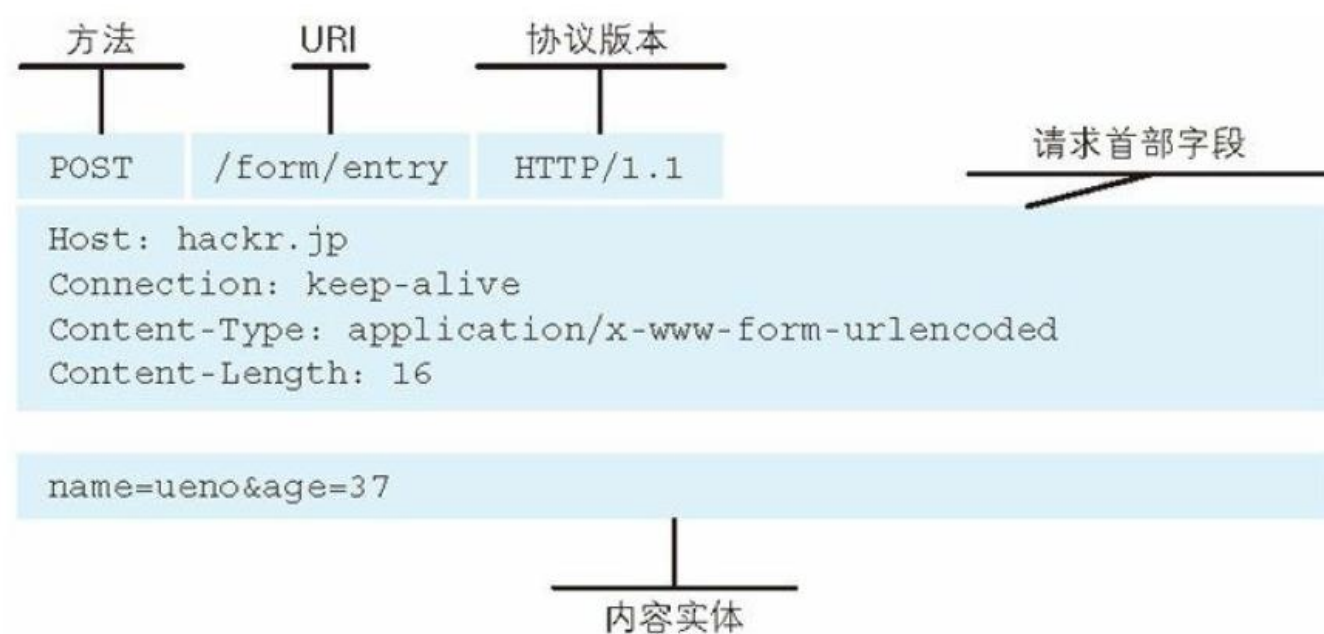 方法 URI 协议版本
POST /form/entry HTTP/1.1
请求首部字段
Host: hackr.jp
Connection: keep-alive
Content-Type: application/x-www-form-urlencoded
Content-Length: 16
name=ueno&age=37
内容实体